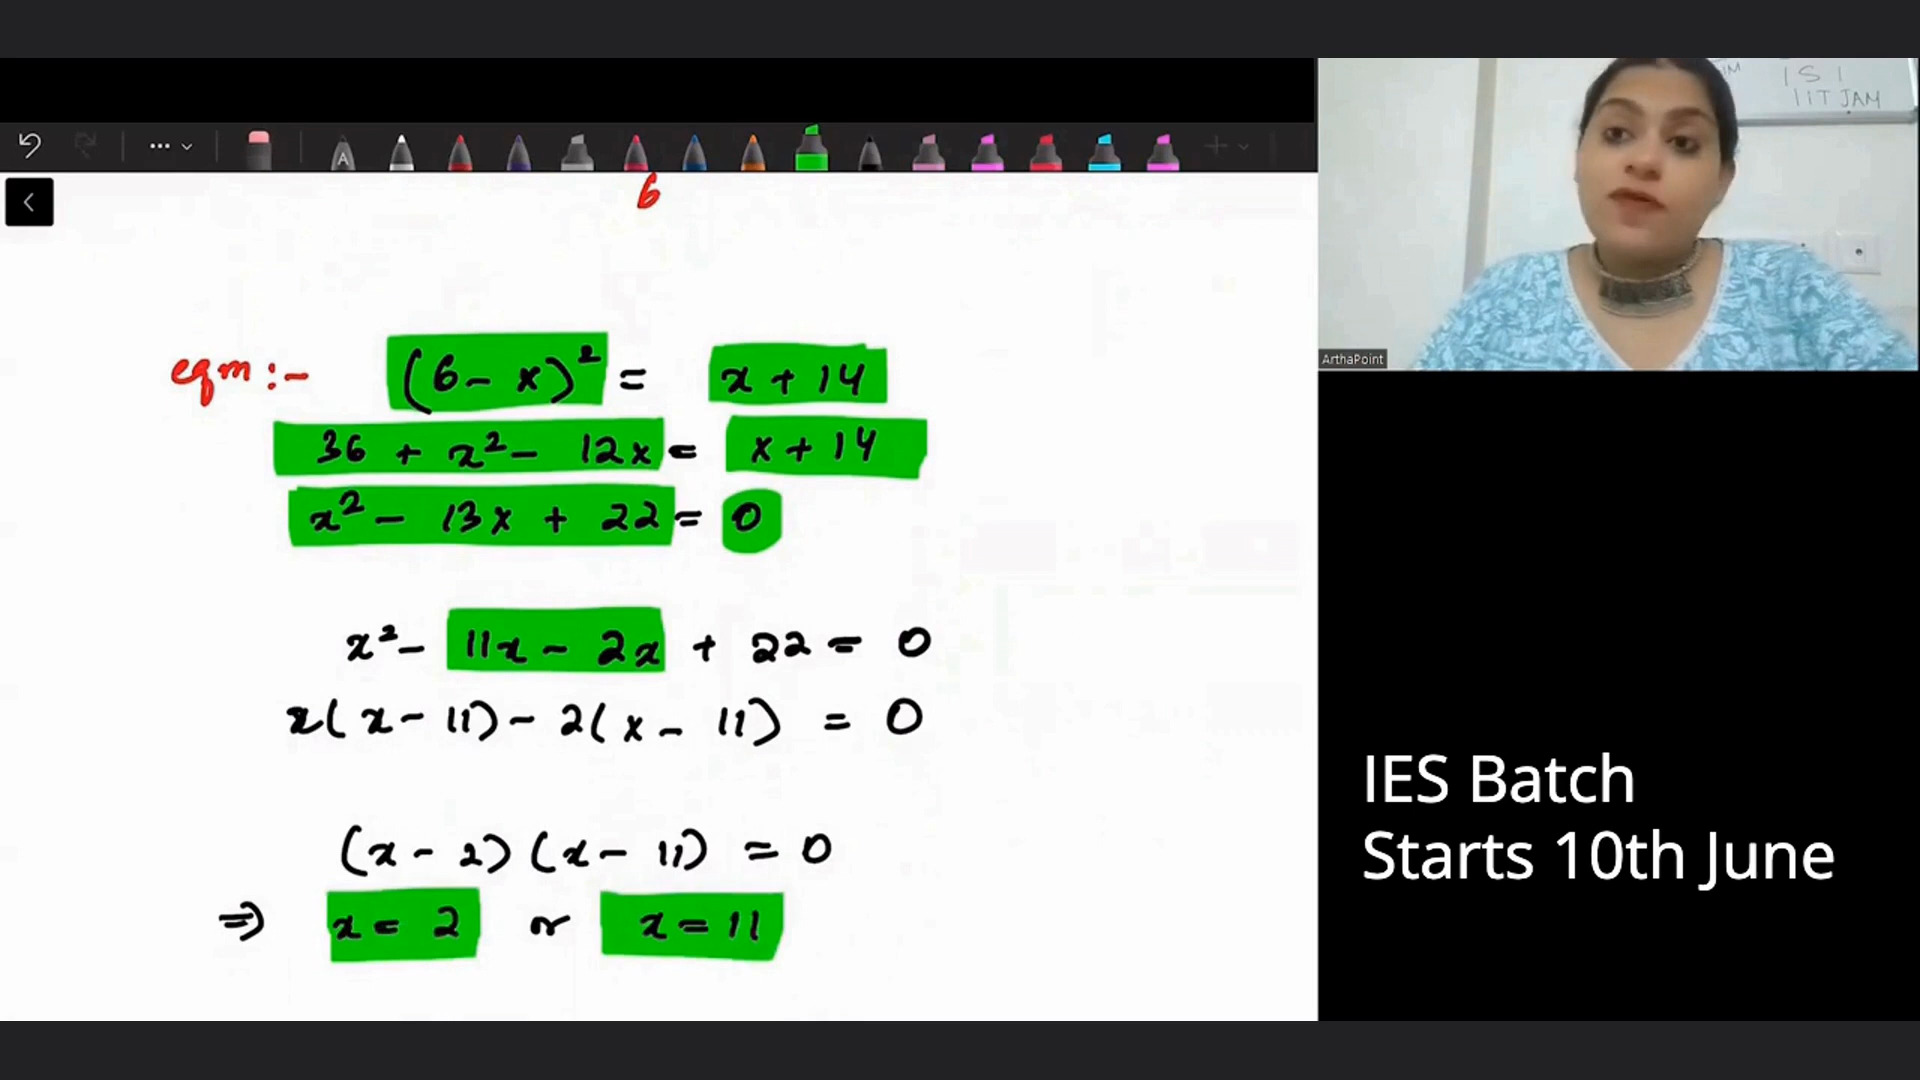 6
eqm :- (6 - x)² = x + 14
36 + x² - 12x = x + 14
x² - 13x + 22 = 0
x² - 11x - 2x + 22 = 0
x(x - 11) - 2(x - 11) = 0
(x - 2)(x - 11) = 0
⇒ x = 2 or x = 11
ISI
IIT JAM
ArthaPoint
IES Batch
Starts 10th June